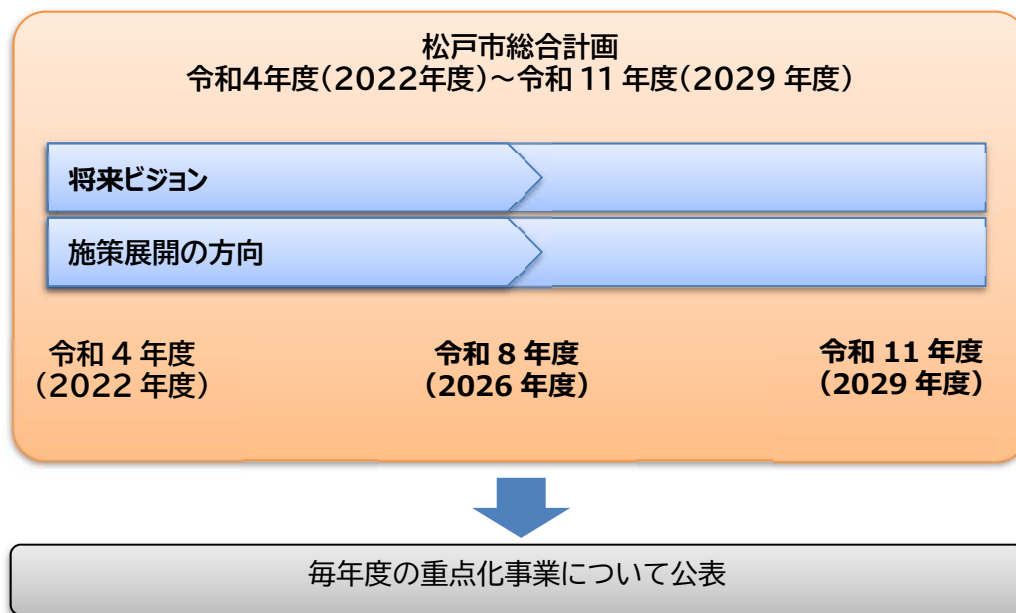 松戸市総合計画
令和4年度(2022年度)~令和 11 年度(2029 年度)
将来ビジョン
施策展開の方向
令和 4 年度 令和 8 年度 令和 11 年度
(2022 年度) (2026 年度) (2029 年度)
毎年度の重点化事業について公表